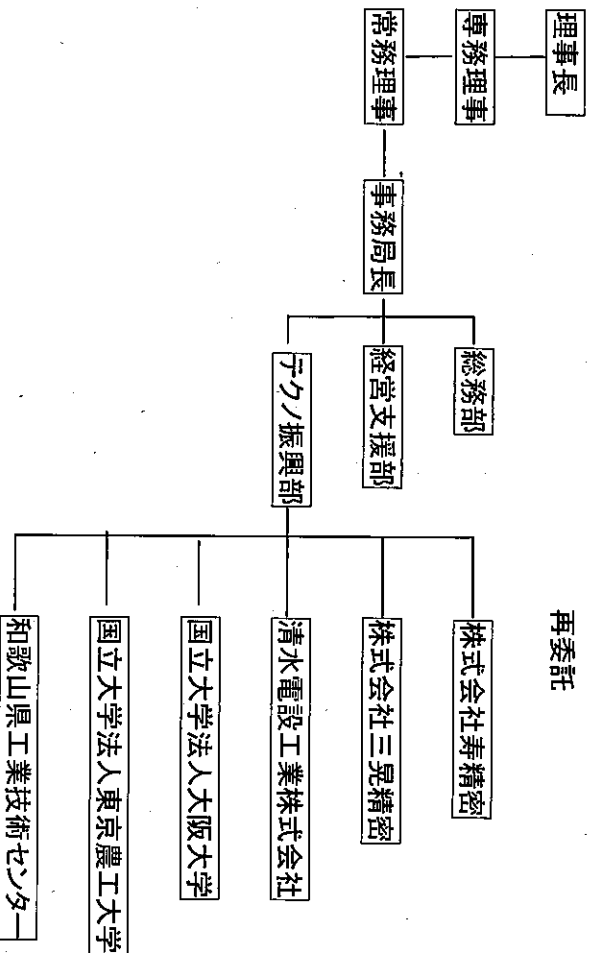 理事長
専務理事
常務理事
事務局長
総務部
経営支援部
テクノ振興部
再委託
株式会社寿精密
株式会社三晃精密
清水電設工業株式会社
国立大学法人大阪大学
国立大学法人東京農工大学
和歌山県工業技術センター